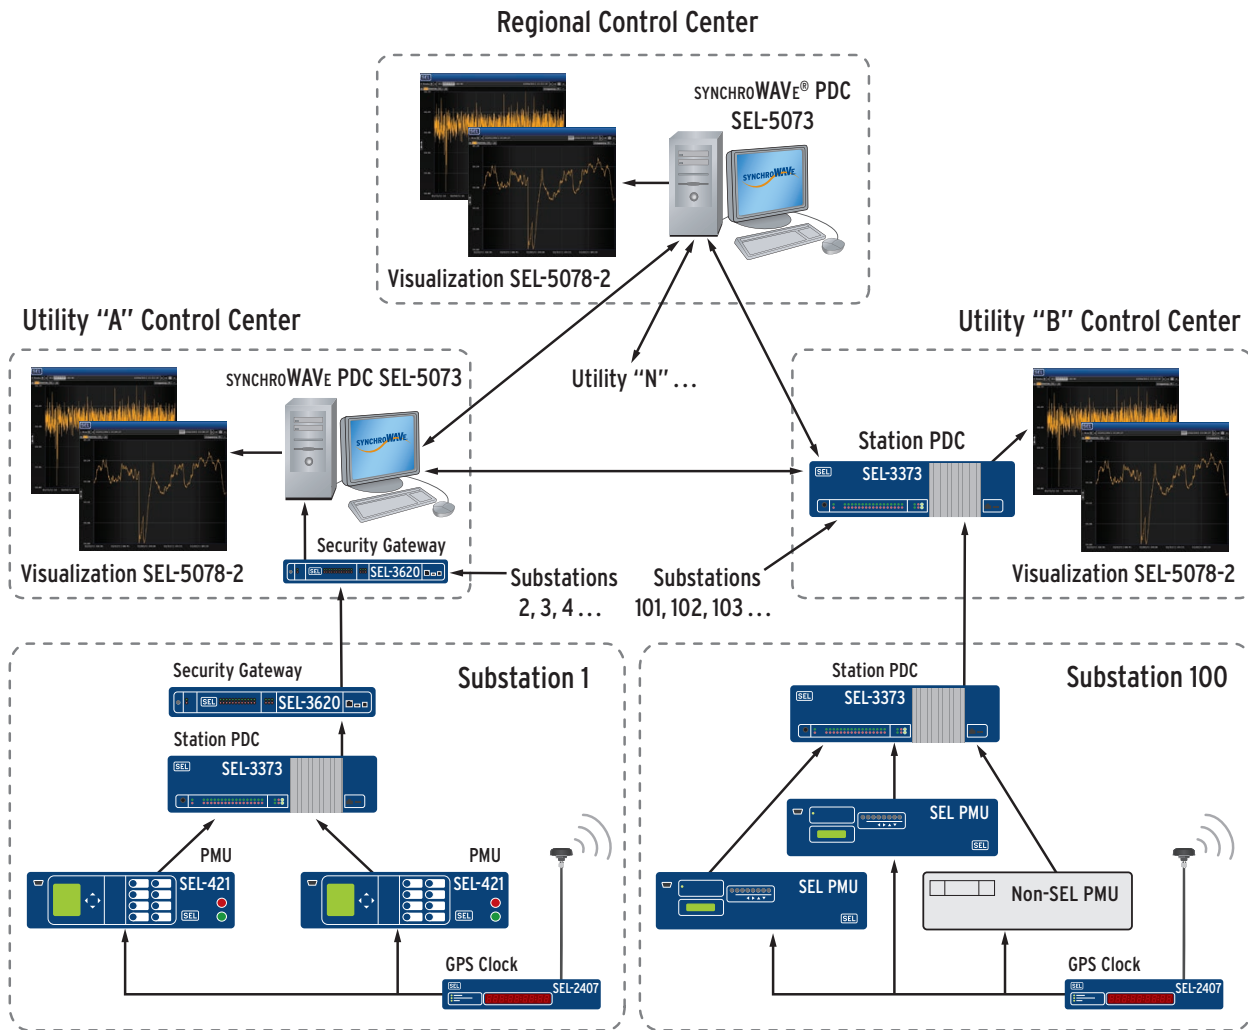 Regional Control Center
SYNCHROWAVE® PDC
SEL-5073
SYNCHROWAVE
Visualization SEL-5078-2
Utility “A” Control Center
Utility “B” Control Center
SYNCHROWAVE PDC SEL-5073
SYNCHROWAVE
Utility “N” ...
Station PDC
SEL
SEL-3373
Security Gateway
SEL
SEL-3620
Visualization SEL-5078-2
Substations
2, 3, 4 ...
Substations
101, 102, 103 ...
Visualization SEL-5078-2
Substation 1
Security Gateway
SEL
SEL-3620
Station PDC
SEL
SEL-3373
PMU
SEL-421
SEL
PMU
SEL-421
SEL
GPS Clock
SEL
SEL-2407
Substation 100
Station PDC
SEL
SEL-3373
SEL PMU
SEL
SEL PMU
SEL
Non-SEL PMU
GPS Clock
SEL
SEL-2407